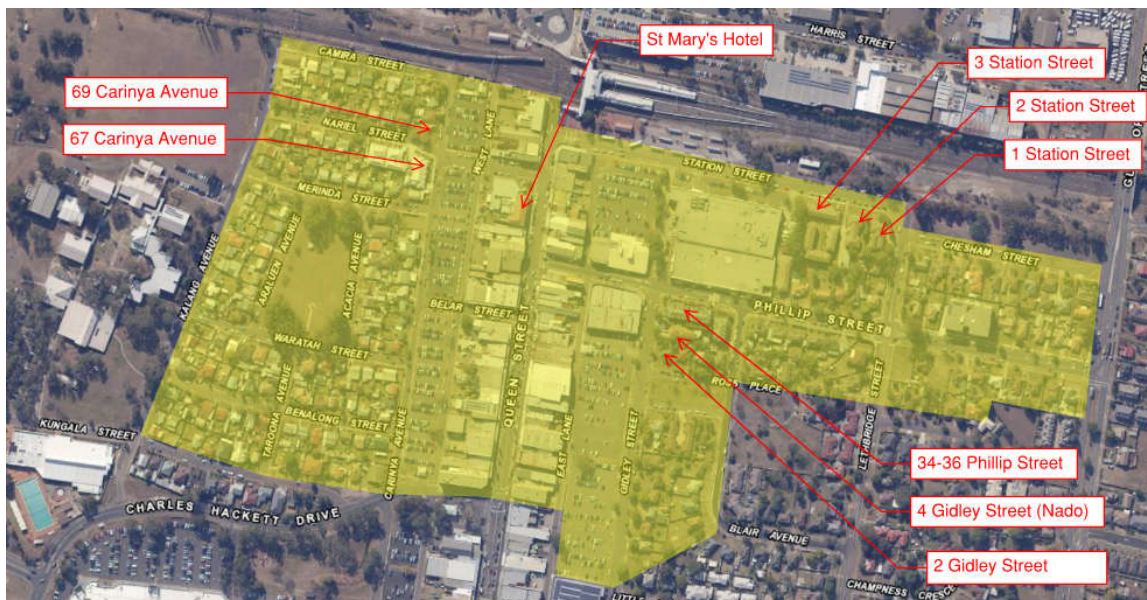 HARRIS STREET
St Mary's Hotel
3 Station Street
CAMIRA STREET
69 Carinya Avenue
2 Station Street
NARIEL STREET
WEST LANE
67 Carinya Avenue
1 Station Street
STATION STREET
MERINDA STREET
CHESHAM STREET
KALANG AVENUE
AZALUEN AVENUE
ACACIA AVENUE
BELAR STREET
PHILLIP STREET
QUEEN STREET
WARATAH STREET
ROSS PLACE
LETHBRIDGE STREET
TAROONA AVENUE
BENALONG STREET
CARINYA AVENUE
EAST LANE
GIDLEY STREET
KUNGALA STREET
34-36 Phillip Street
CHARLES HACKETT DRIVE
4 Gidley Street (Nado)
BLAIR AVENUE
2 Gidley Street